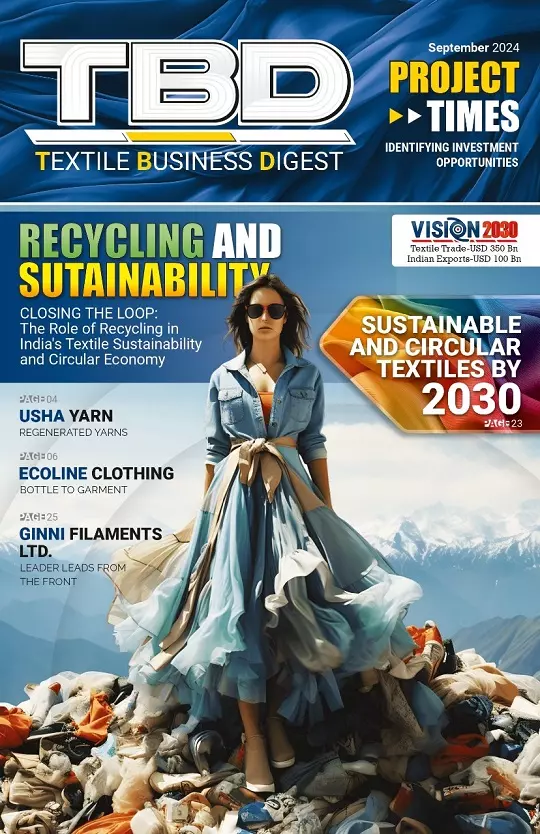 TBD
TEXTILE BUSINESS DIGEST
September 2024
PROJECT
TIMES
IDENTIFYING INVESTMENT
OPPORTUNITIES
RECYCLING AND
SUTAINABILITY
CLOSING THE LOOP:
The Role of Recycling in
India's Textile Sustainability
and Circular Economy
VISION 2030
Textile Trade-USD 350 Bn
Indian Exports-USD 100 Bn
SUSTAINABLE
AND CIRCULAR
TEXTILES BY
2030
PAGE 23
PAGE 04
USHA YARN
REGENERATED YARNS
PAGE 06
ECOLINE CLOTHING
BOTTLE TO GARMENT
PAGE 25
GINNI FILAMENTS
LTD.
LEADER LEADS FROM
THE FRONT